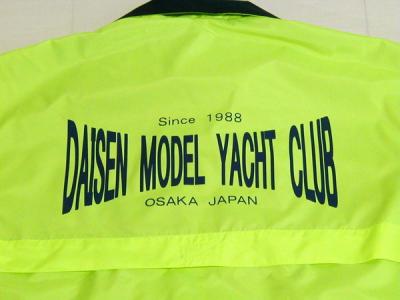 Since 1988
DAISEN MODEL YACHT CLUB
OSAKA JAPAN